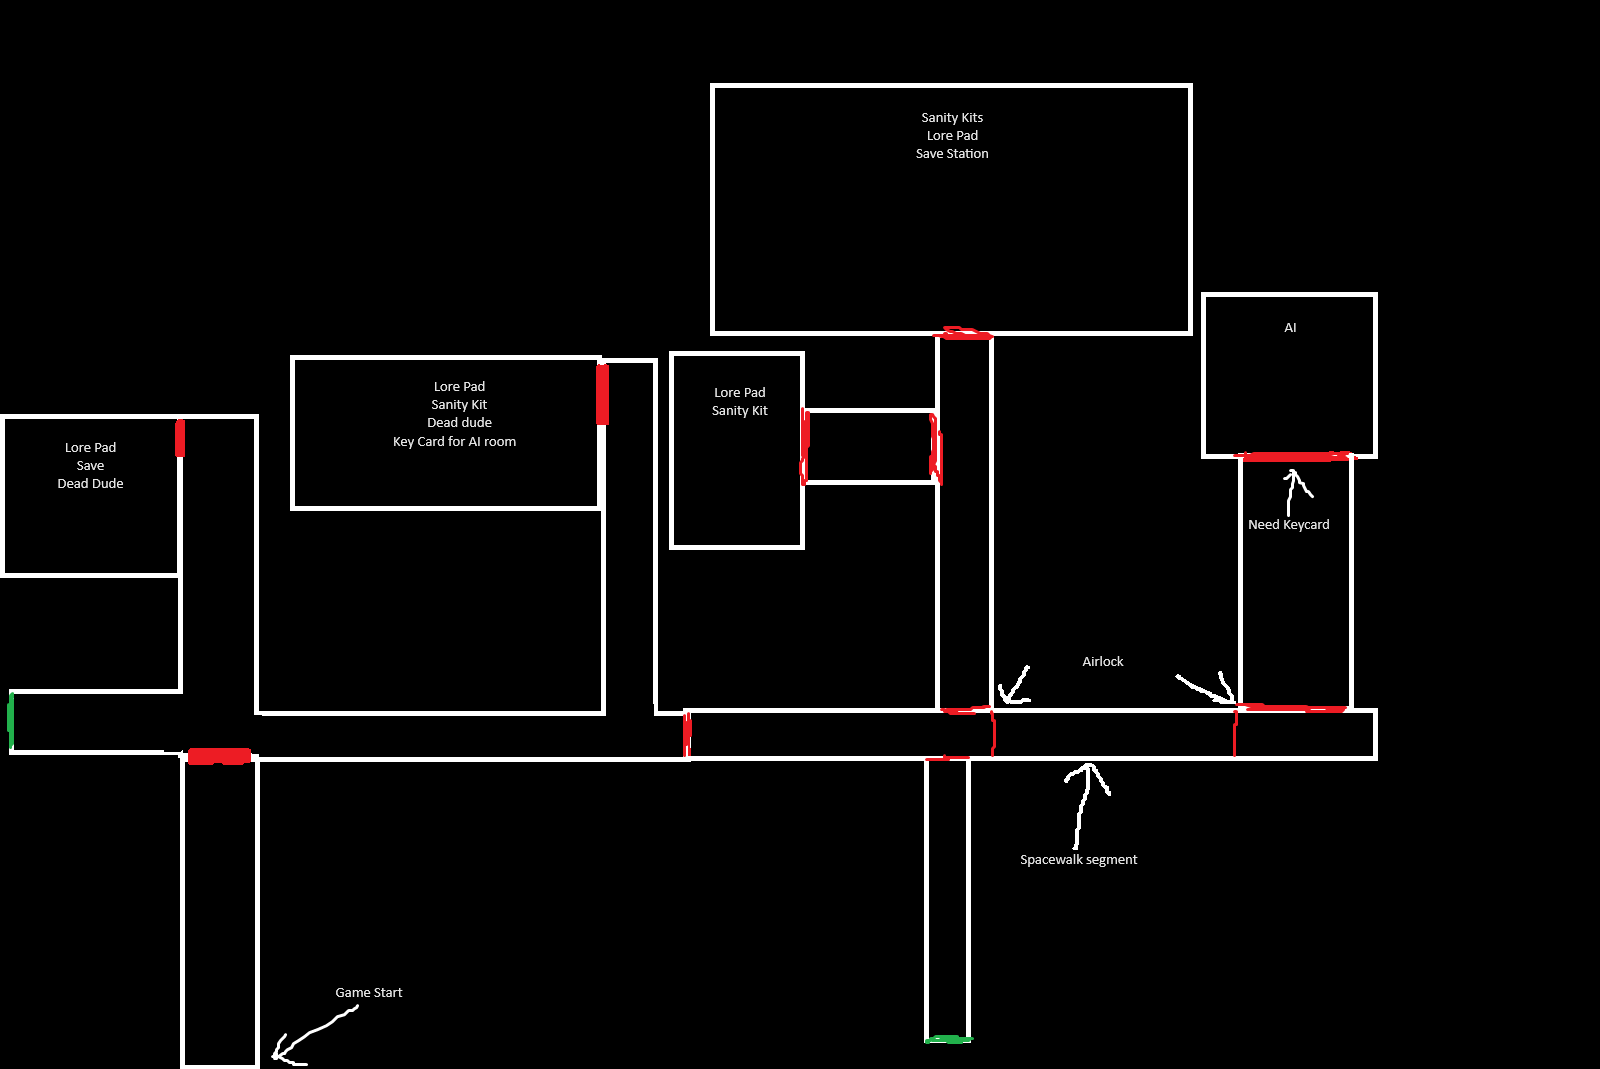 Sanity Kits
Lore Pad
Save Station
AI
Lore Pad
Sanity Kit
Dead dude
Key Card for AI room
Lore Pad
Sanity Kit
Lore Pad
Save
Dead Dude
Need Keycard
Airlock
Spacewalk segment
Game Start